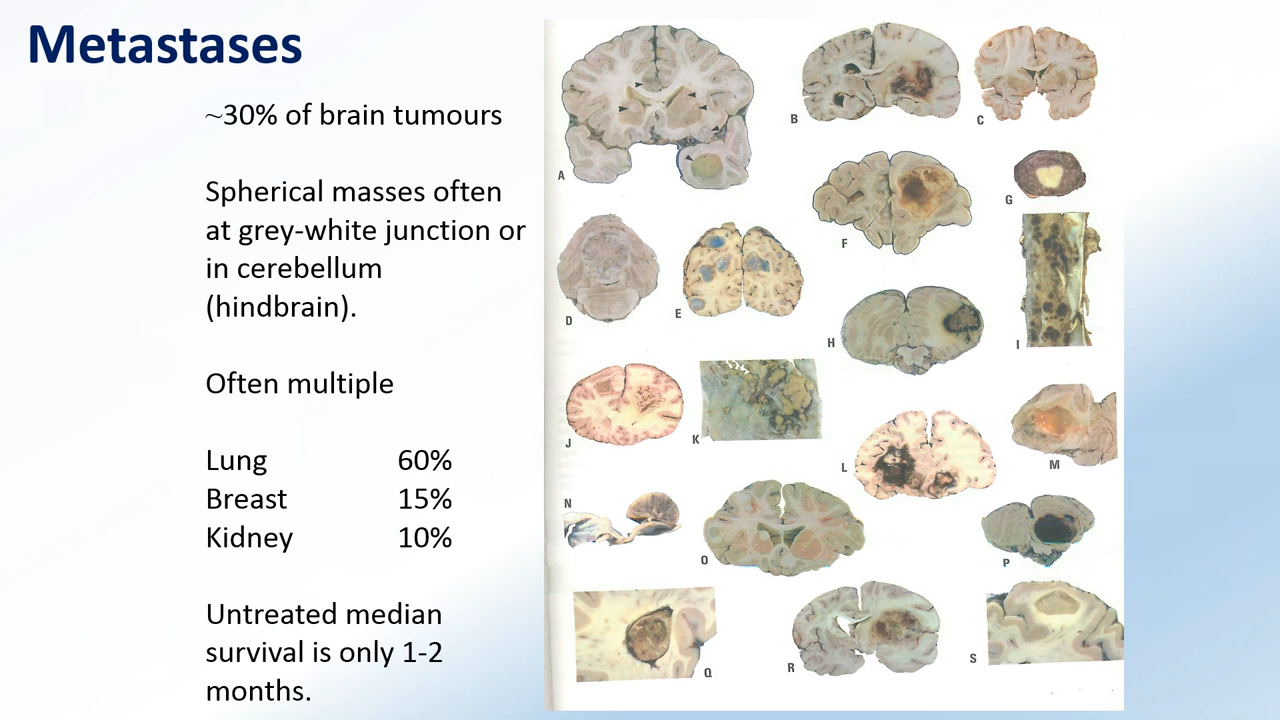 Metastases
~30% of brain tumours
Spherical masses often
at grey-white junction or
in cerebellum
(hindbrain).
Often multiple
Lung 60%
Breast 15%
Kidney 10%
Untreated median
survival is only 1-2
months.
A
B
C
D
E
F
G
H
I
J
K
L
M
N
O
P
Q
R
S